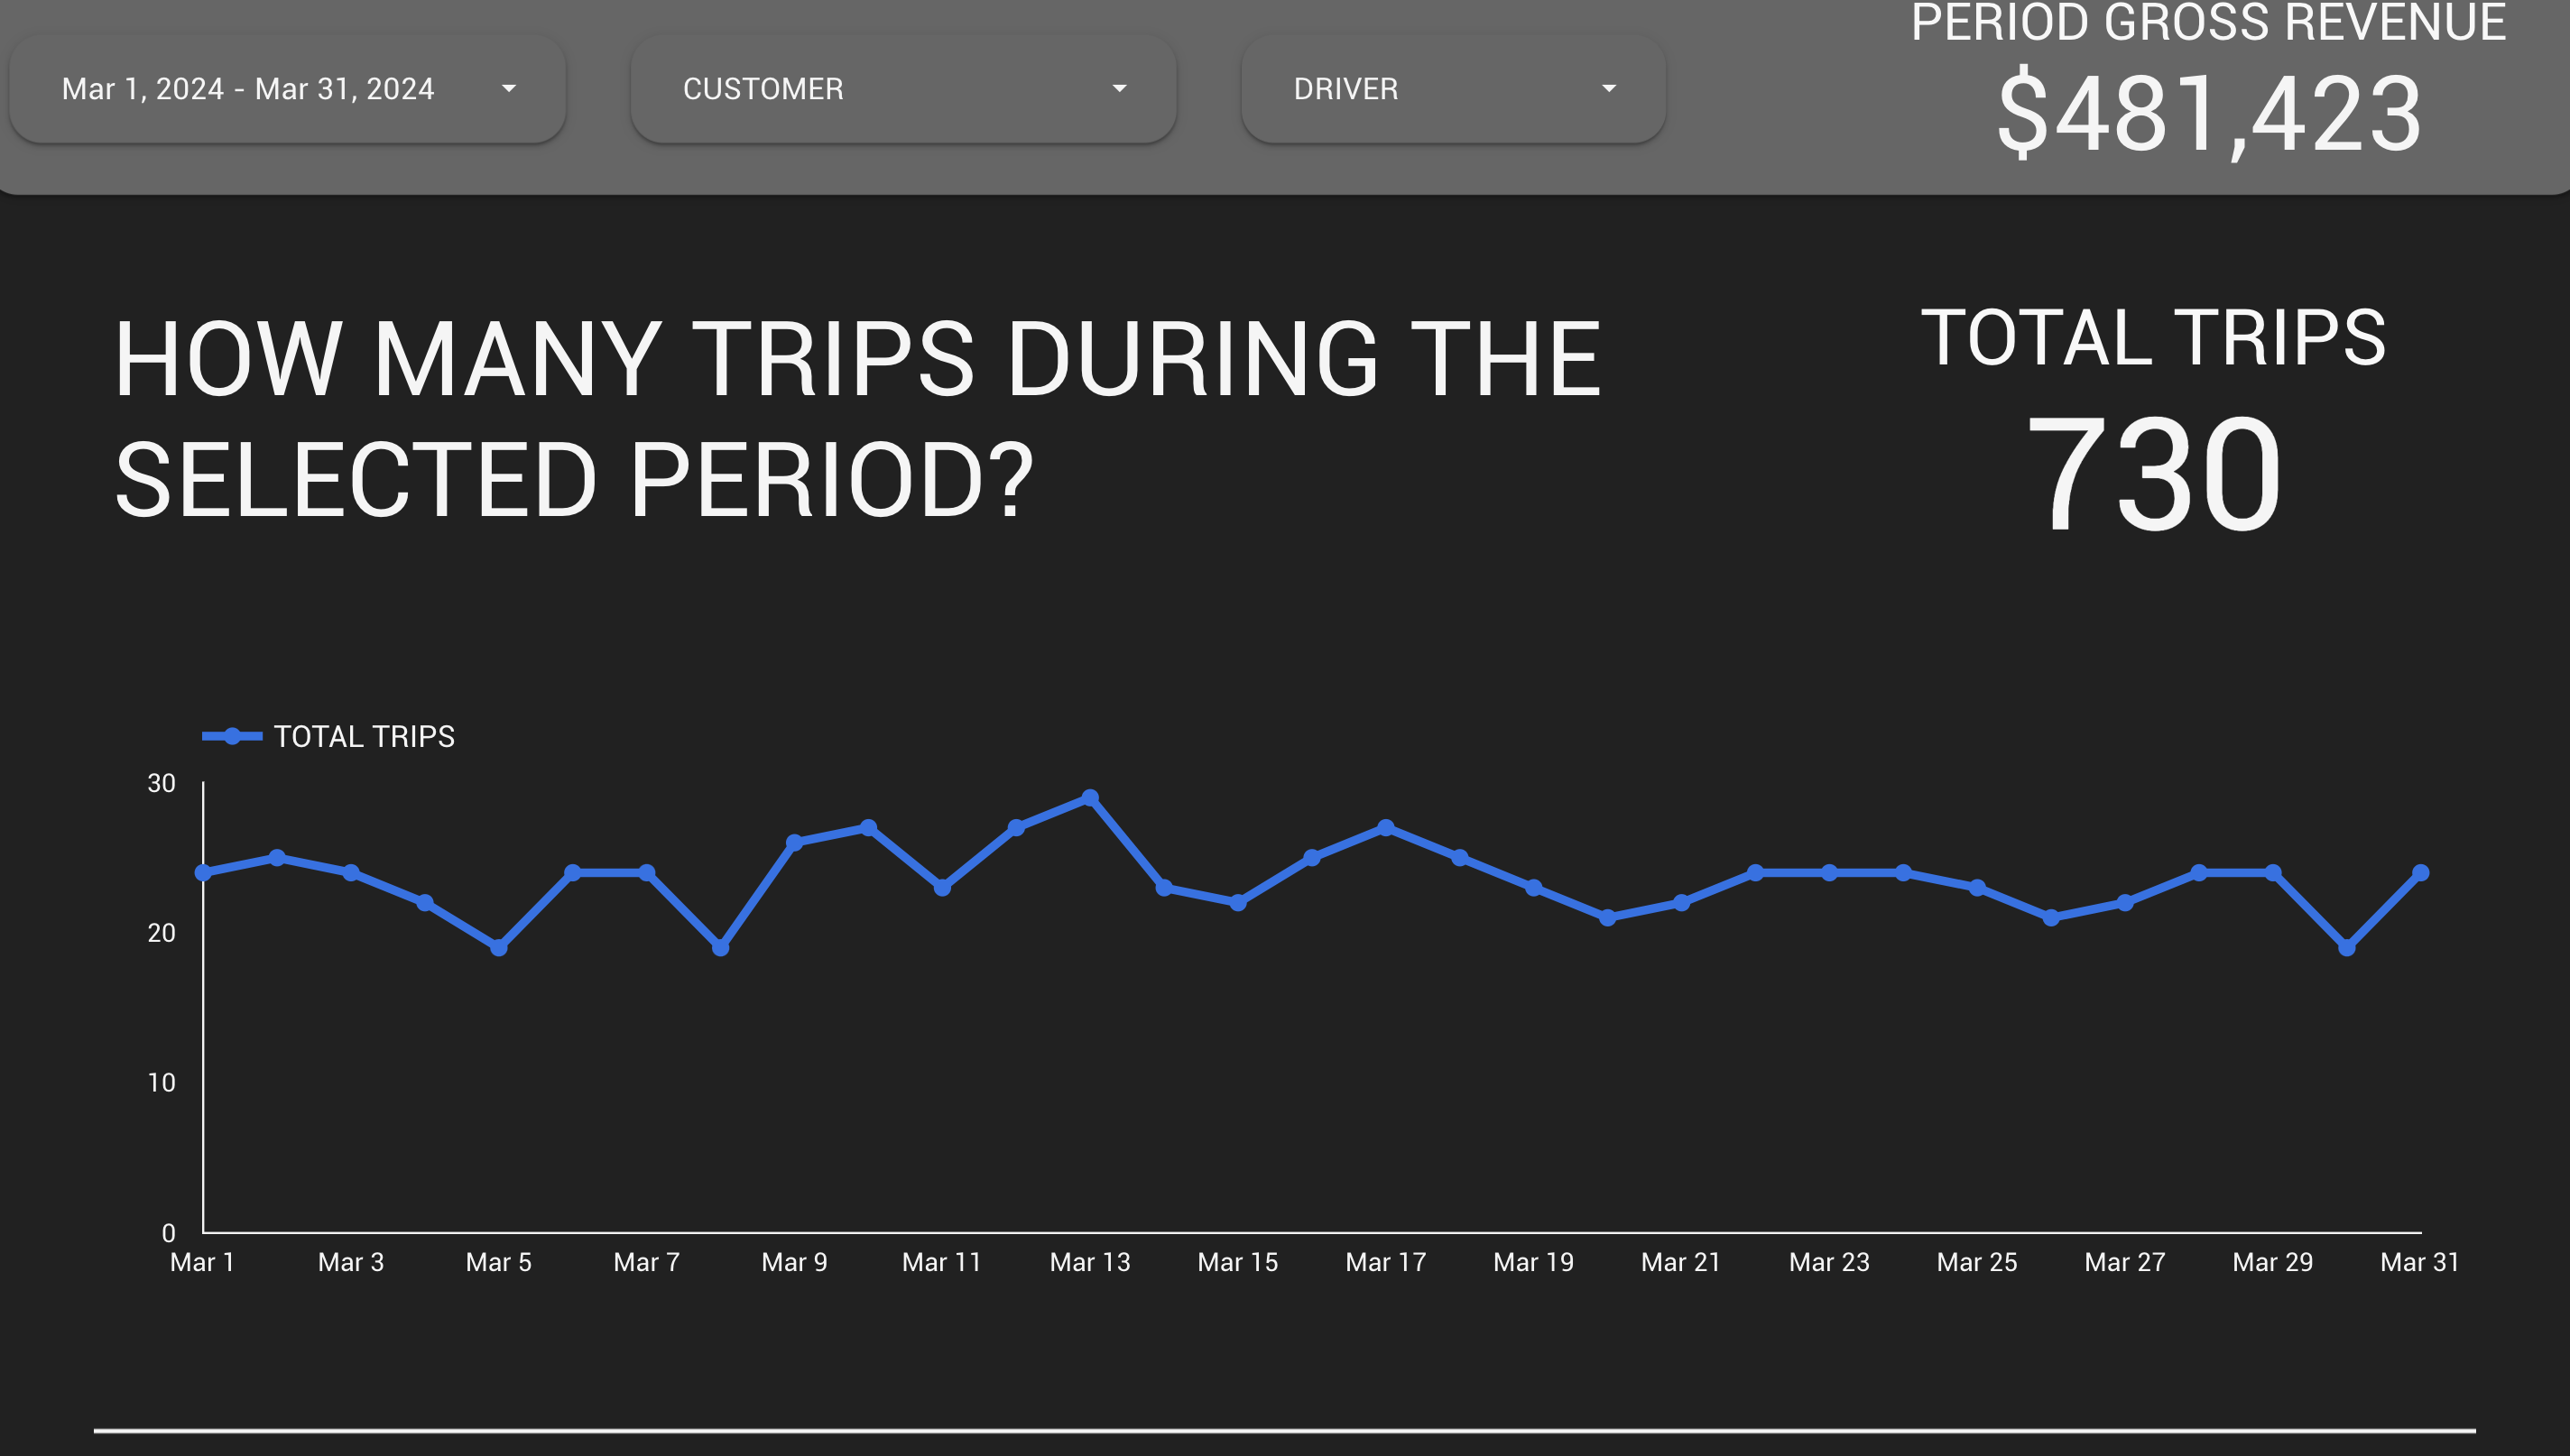 PERIOD GROSS REVENUE
Mar 1, 2024 - Mar 31, 2024
CUSTOMER
DRIVER
$481,423
HOW MANY TRIPS DURING THE
SELECTED PERIOD?
TOTAL TRIPS
730
TOTAL TRIPS
30
20
10
0
Mar 1 Mar 3 Mar 5 Mar 7 Mar 9 Mar 11 Mar 13 Mar 15 Mar 17 Mar 19 Mar 21 Mar 23 Mar 25 Mar 27 Mar 29 Mar 31